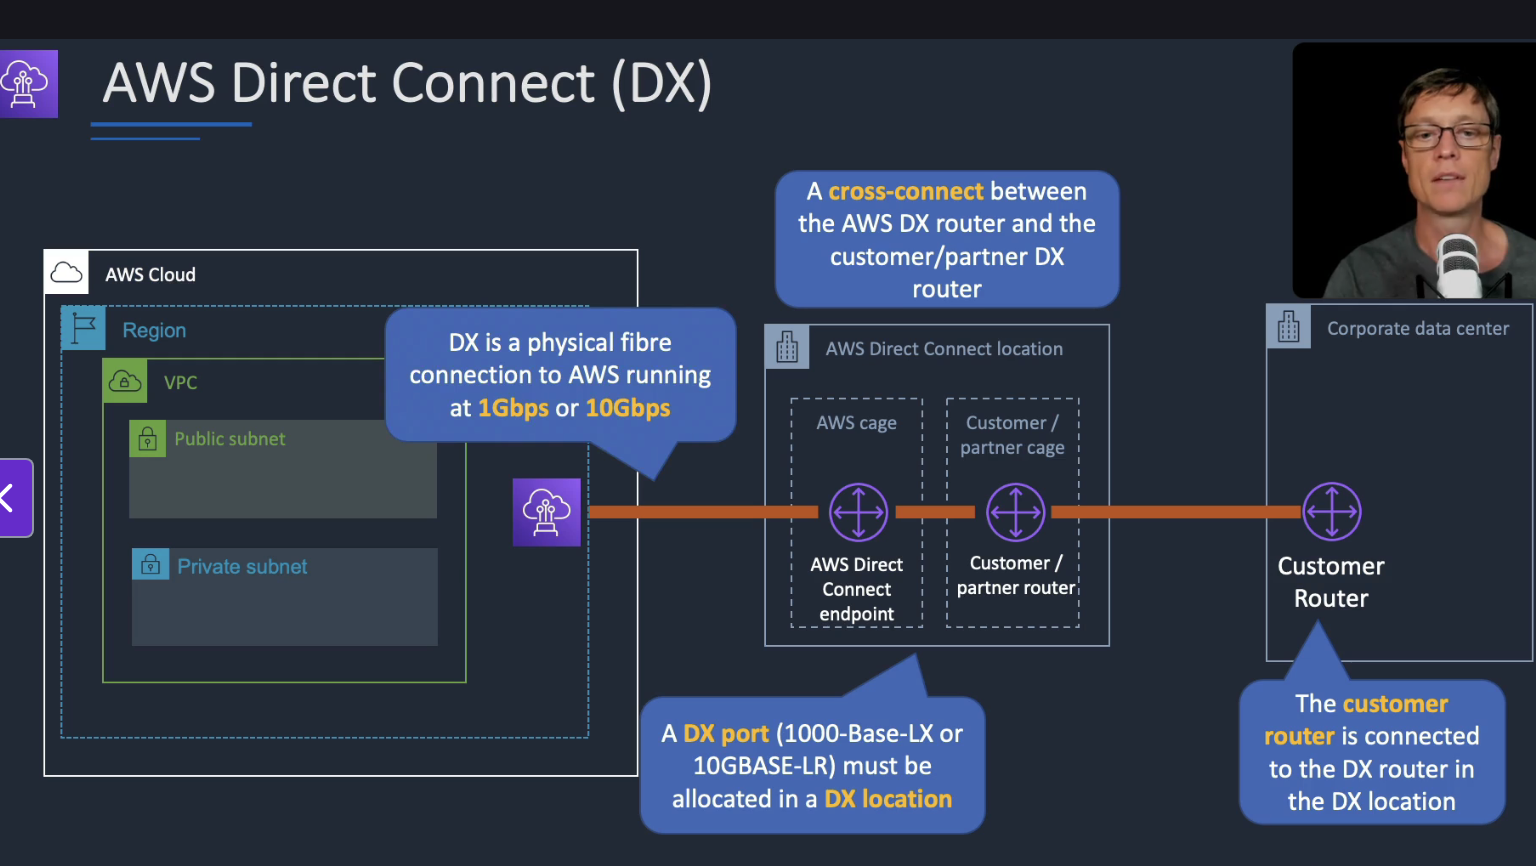 AWS Direct Connect (DX)
A cross-connect between
the AWS DX router and the
customer/partner DX
router
AWS Cloud
Region
VPC
Public subnet
Private subnet
DX is a physical fibre
connection to AWS running
at 1Gbps or 10Gbps
AWS Direct Connect location
AWS cage
Customer /
partner cage
AWS Direct
Connect
endpoint
Customer /
partner router
Corporate data center
Customer
Router
A DX port (1000-Base-LX or
10GBASE-LR) must be
allocated in a DX location
The customer
router is connected
to the DX router in
the DX location